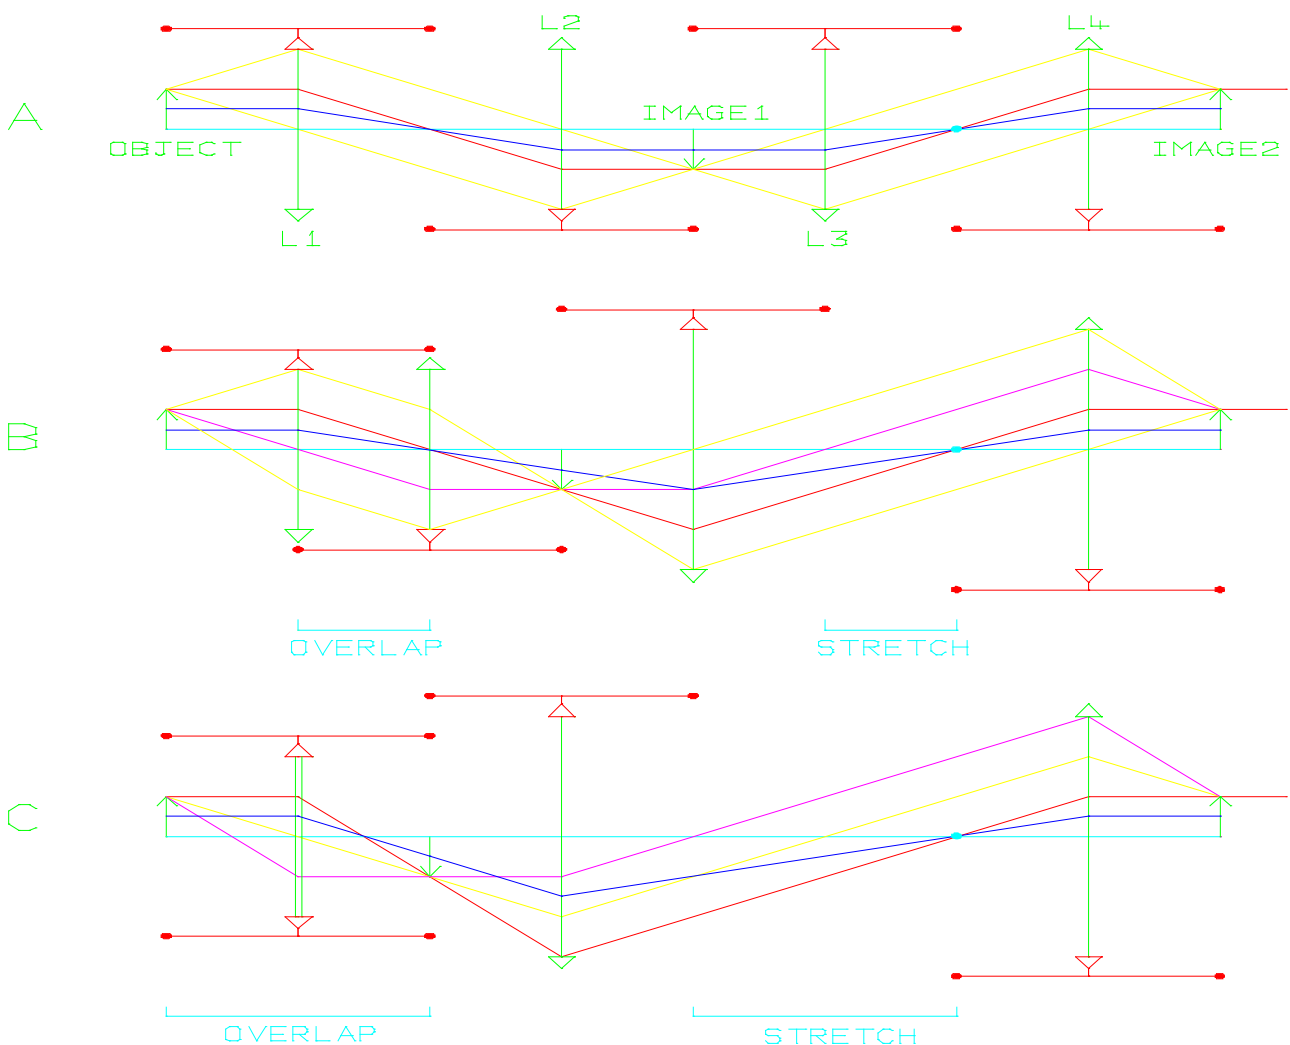 L2
L4
A
IMAGE1
OBJECT
IMAGE2
L1
L3
B
OVERLAP
STRETCH
C
OVERLAP
STRETCH